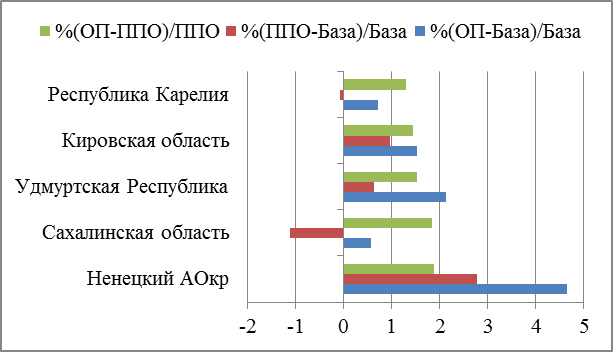 %(ОП-ППО)/ППО %(ППО-База)/База %(ОП-База)/База
Республика Карелия
Кировская область
Удмуртская Республика
Сахалинская область
Ненецкий АОкр
-2 -1 0 1 2 3 4 5